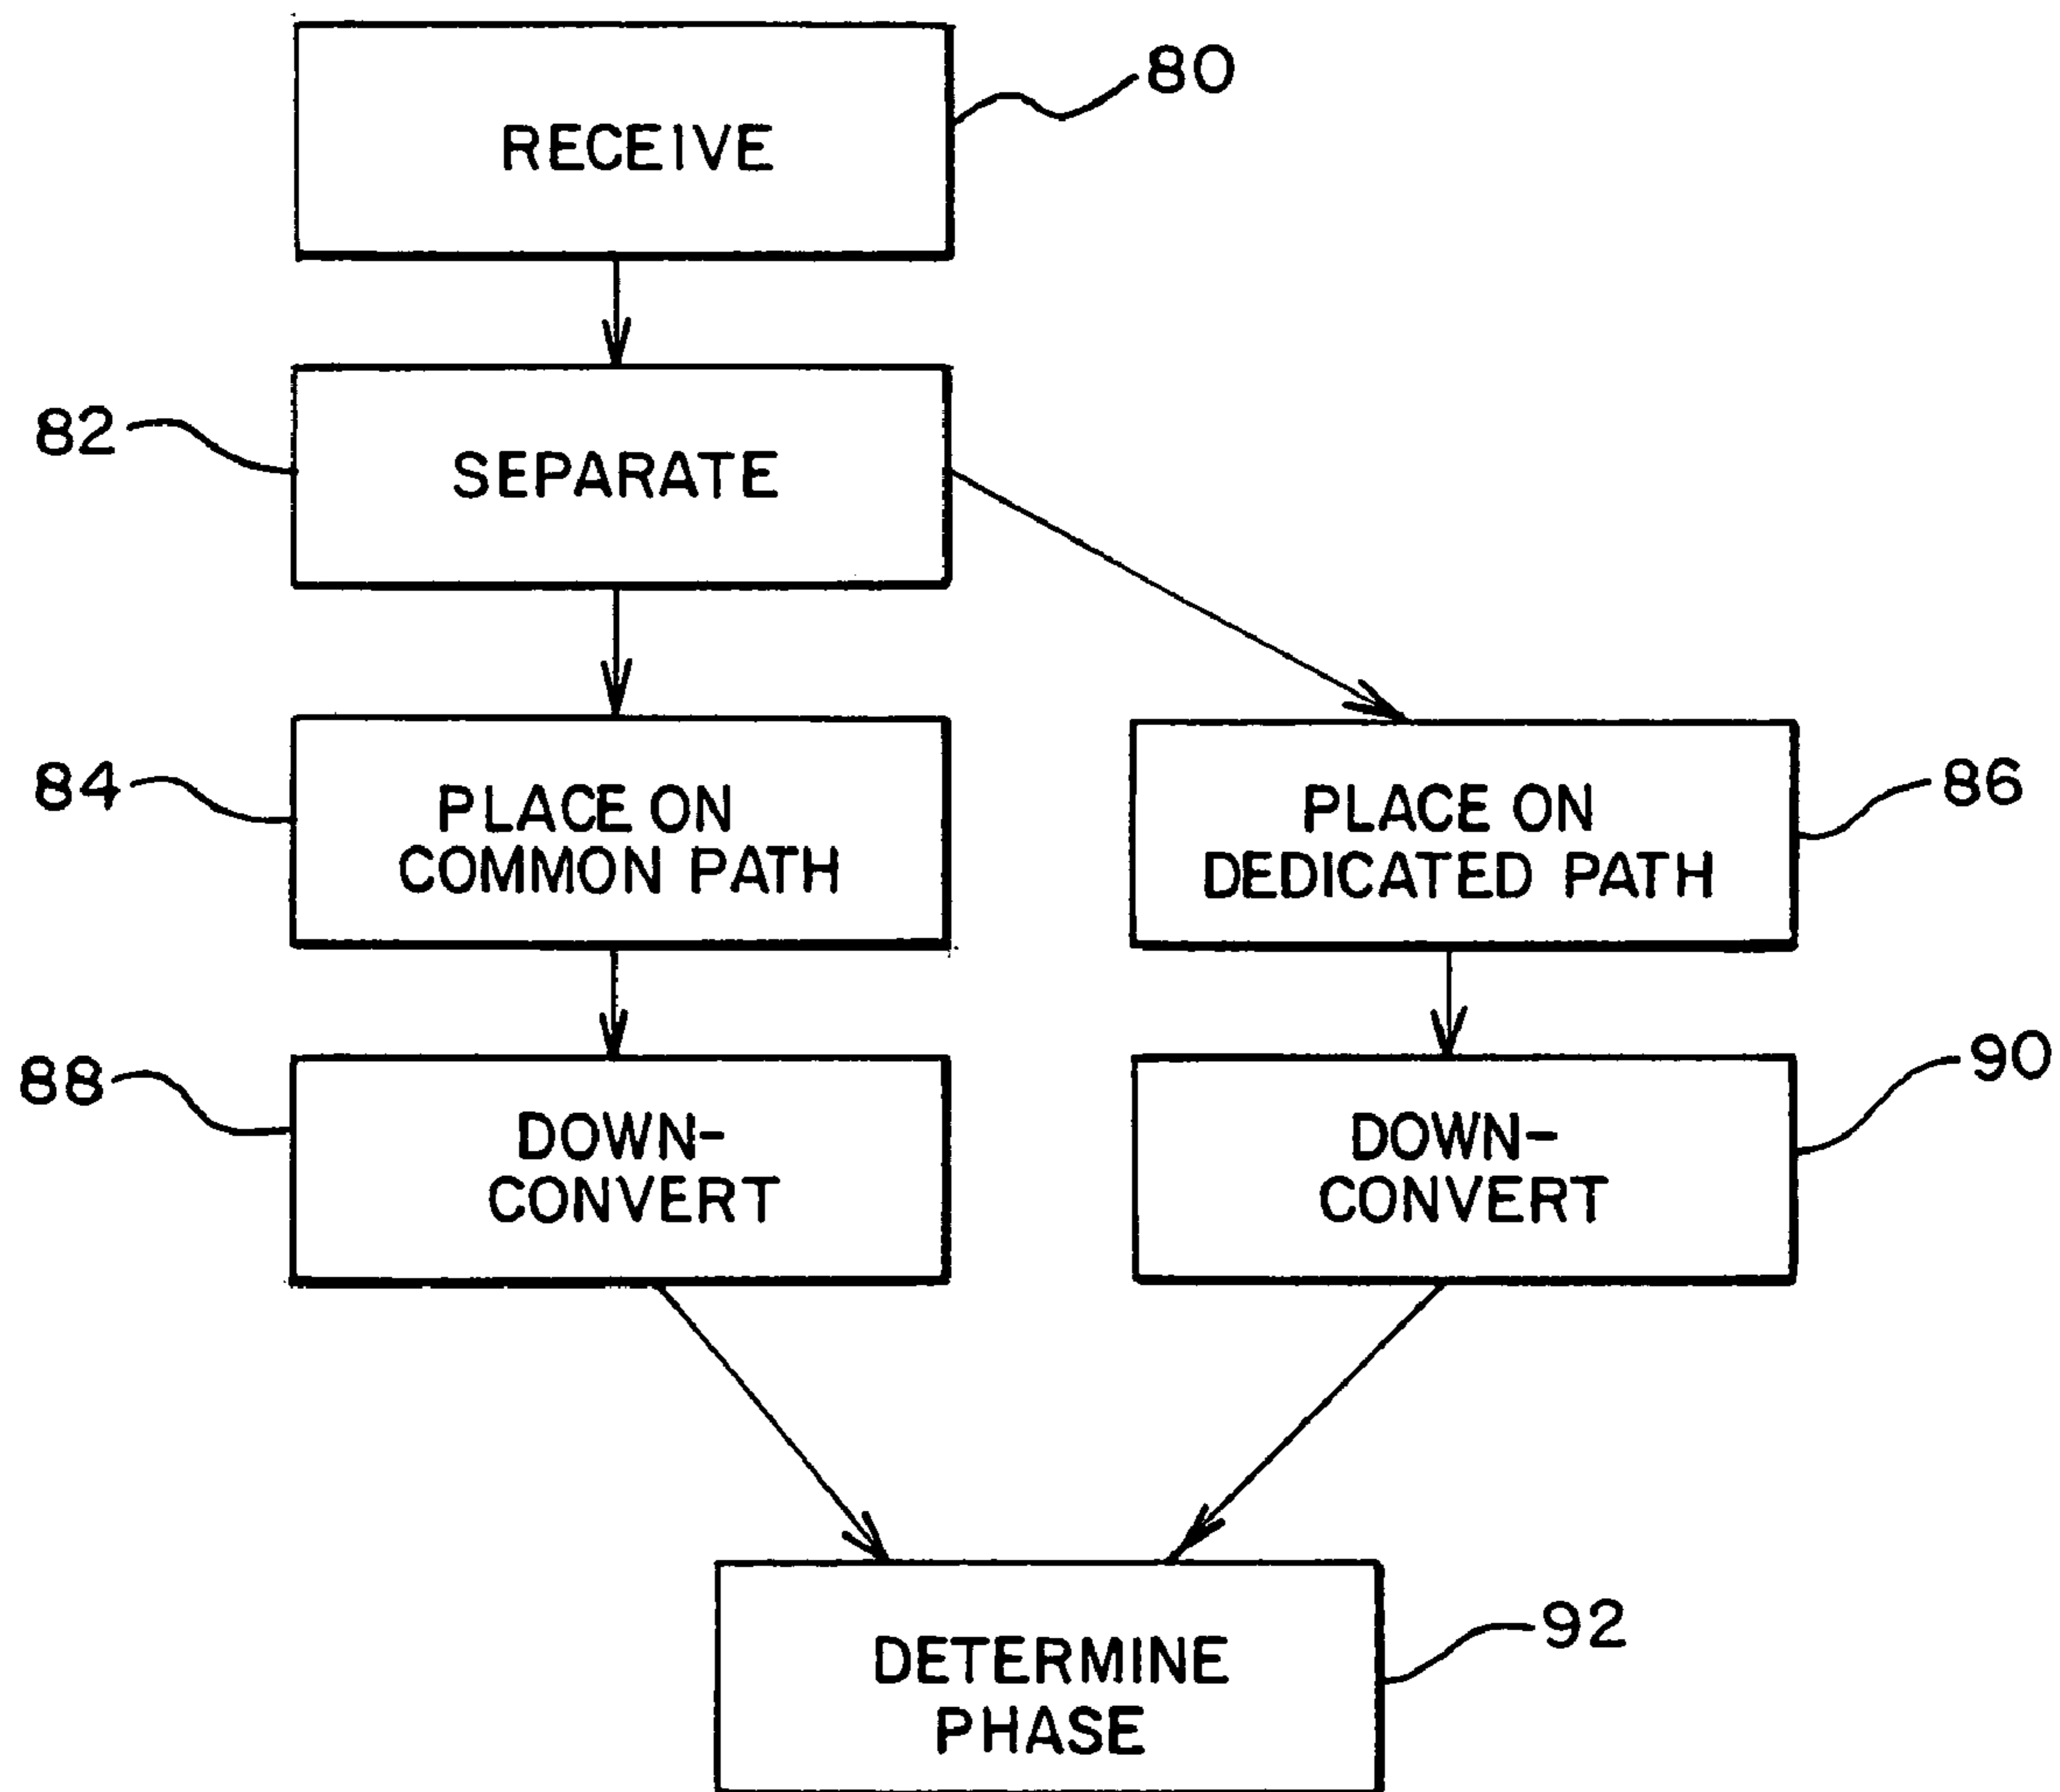 RECEIVE
80
82
SEPARATE
84
PLACE ON
COMMON PATH
PLACE ON
DEDICATED PATH
86
88
DOWN-
CONVERT
DOWN-
CONVERT
90
DETERMINE
PHASE
92